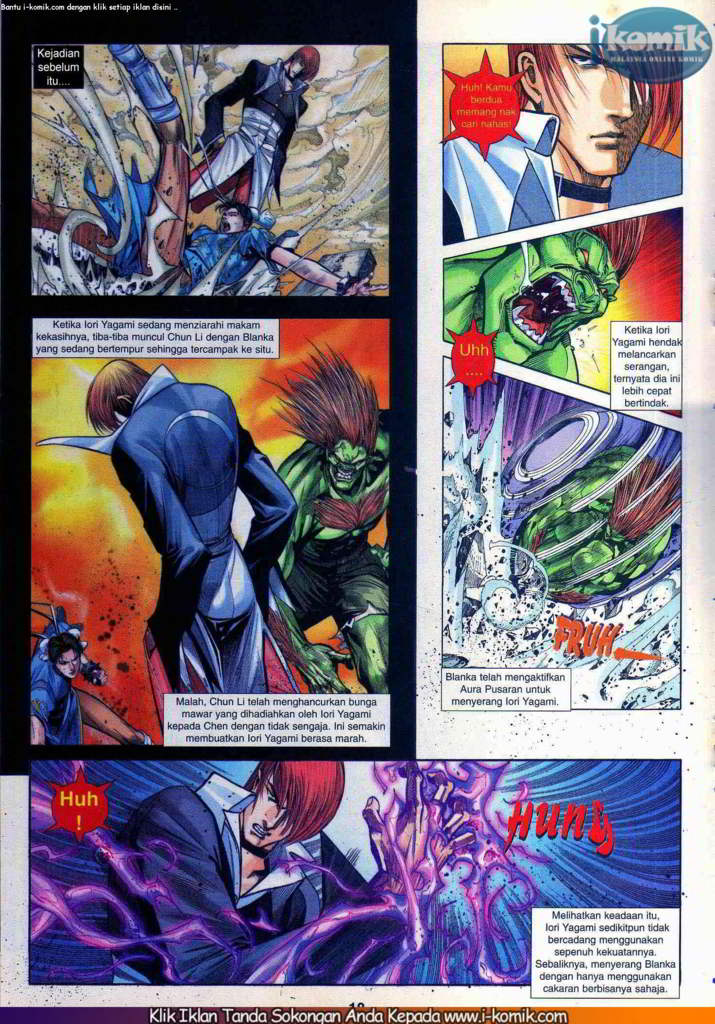 Bantu i-komik.com dengan klik setiap iklan disini ..
ikomik
MALAYSIA ONLINE KOMIK
Kejadian
sebelum
itu....
Ketika Iori Yagami sedang menziarahi makam
kekasihnya, tiba-tiba muncul Chun Li dengan Blanka
yang sedang bertempur sehingga tercampak ke situ.
Malah, Chun Li telah menghancurkan bunga
mawar yang dihadiahkan oleh Iori Yagami
kepada Chen dengan tidak sengaja. Ini semakin
membuatkan Iori Yagami berasa marah.
Huh! Kamu
berdua
memang nak
cari nahas!
Ketika Iori
Yagami hendak
melancarkan
serangan,
ternyata dia ini
lebih cepat
bertindak.
Uhh
....
FRUH...
Blanka telah mengaktifkan
Aura Pusaran untuk
menyerang Iori Yagami.
Huh
!
HUNG
Melihatkan keadaan itu,
Iori Yagami sedikitpun tidak
bercadang menggunakan
sepenuh kekuatannya.
Sebaliknya, menyerang Blanka
dengan hanya menggunakan
cakaran berbisanya sahaja.
Klik Iklan Tanda Sokongan Anda Kepada www.i-komik.com